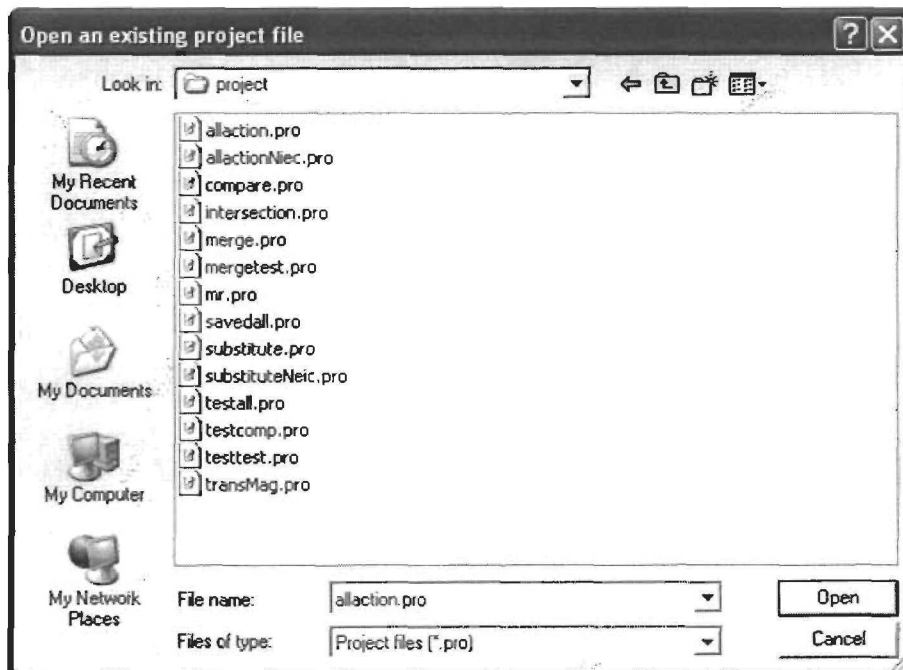 Open an existing project file
Look in: project
My Recent Documents
Desktop
My Documents
My Computer
My Network Places
allaction.pro
allactionNiec.pro
compare.pro
intersection.pro
merge.pro
mergetest.pro
mr.pro
savedall.pro
substitute.pro
substituteNeic.pro
testall.pro
testcomp.pro
testtest.pro
transMag.pro
File name: allaction.pro
Open
Files of type: Project files (*.pro)
Cancel